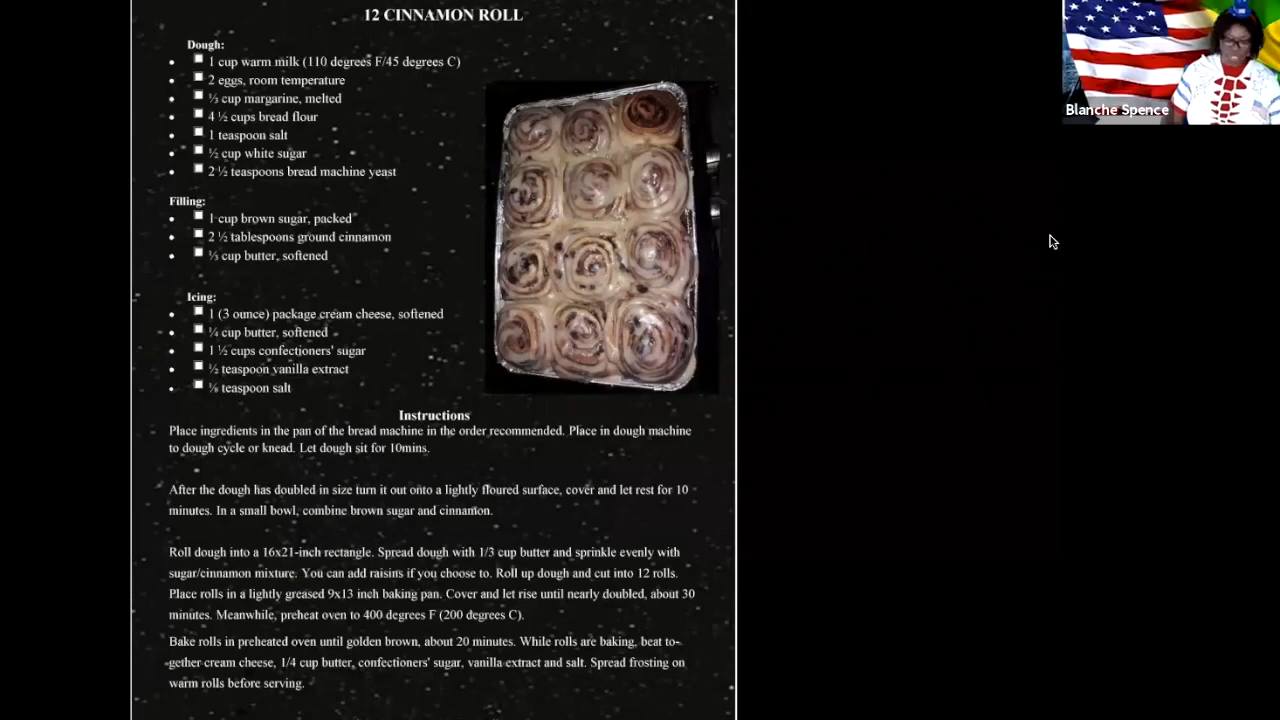 12 CINNAMON ROLL
Dough:
1 cup warm milk (110 degrees F/45 degrees C)
2 eggs, room temperature
⅓ cup margarine, melted
4 ½ cups bread flour
1 teaspoon salt
½ cup white sugar
2 ½ teaspoons bread machine yeast
Filling:
1 cup brown sugar, packed
2 ½ tablespoons ground cinnamon
⅓ cup butter, softened
Icing:
1 (3 ounce) package cream cheese, softened
¼ cup butter, softened
1 ½ cups confectioners' sugar
½ teaspoon vanilla extract
⅛ teaspoon salt
Instructions
Place ingredients in the pan of the bread machine in the order recommended. Place in dough machine
to dough cycle or knead. Let dough sit for 10mins.
After the dough has doubled in size turn it out onto a lightly floured surface, cover and let rest for 10
minutes. In a small bowl, combine brown sugar and cinnamon.
Roll dough into a 16x21-inch rectangle. Spread dough with 1/3 cup butter and sprinkle evenly with
sugar/cinnamon mixture. You can add raisins if you choose to. Roll up dough and cut into 12 rolls.
Place rolls in a lightly greased 9x13 inch baking pan. Cover and let rise until nearly doubled, about 30
minutes. Meanwhile, preheat oven to 400 degrees F (200 degrees C).
Bake rolls in preheated oven until golden brown, about 20 minutes. While rolls are baking, beat to-
gether cream cheese, 1/4 cup butter, confectioners' sugar, vanilla extract and salt. Spread frosting on
warm rolls before serving.
Blanche Spence